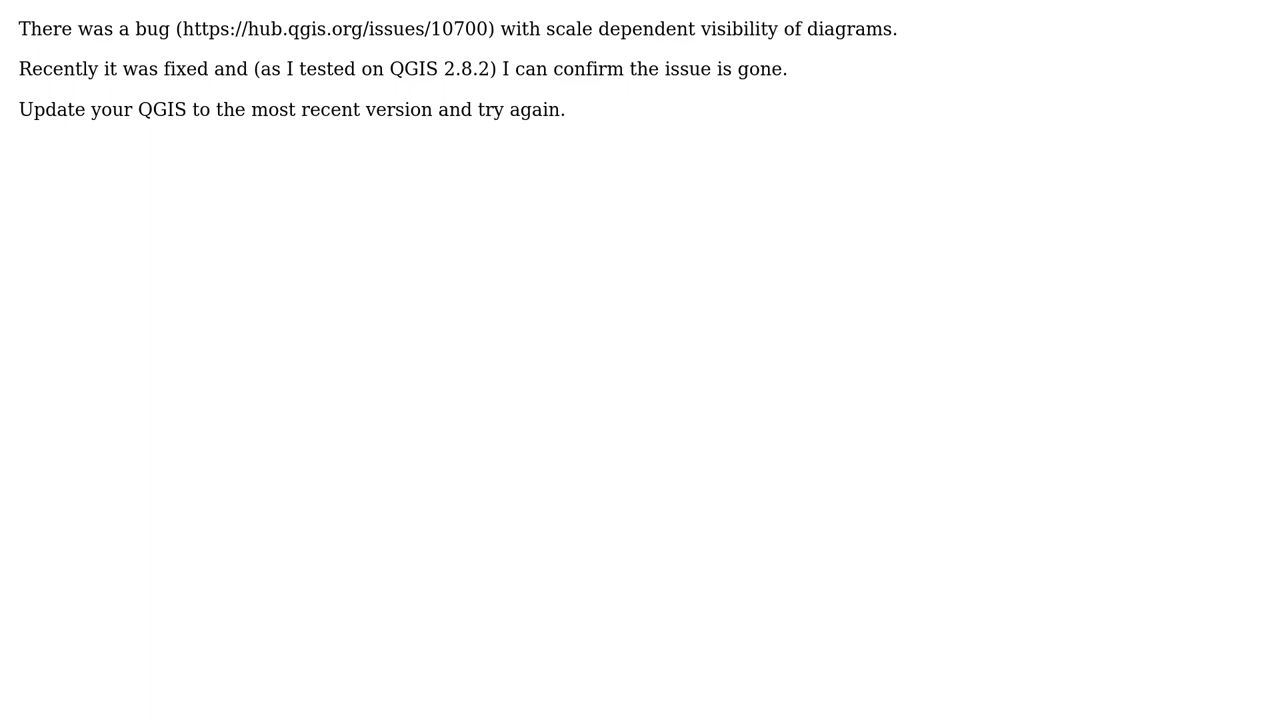 There was a bug (https://hub.qgis.org/issues/10700) with scale dependent visibility of diagrams.
Recently it was fixed and (as I tested on QGIS 2.8.2) I can confirm the issue is gone.
Update your QGIS to the most recent version and try again.